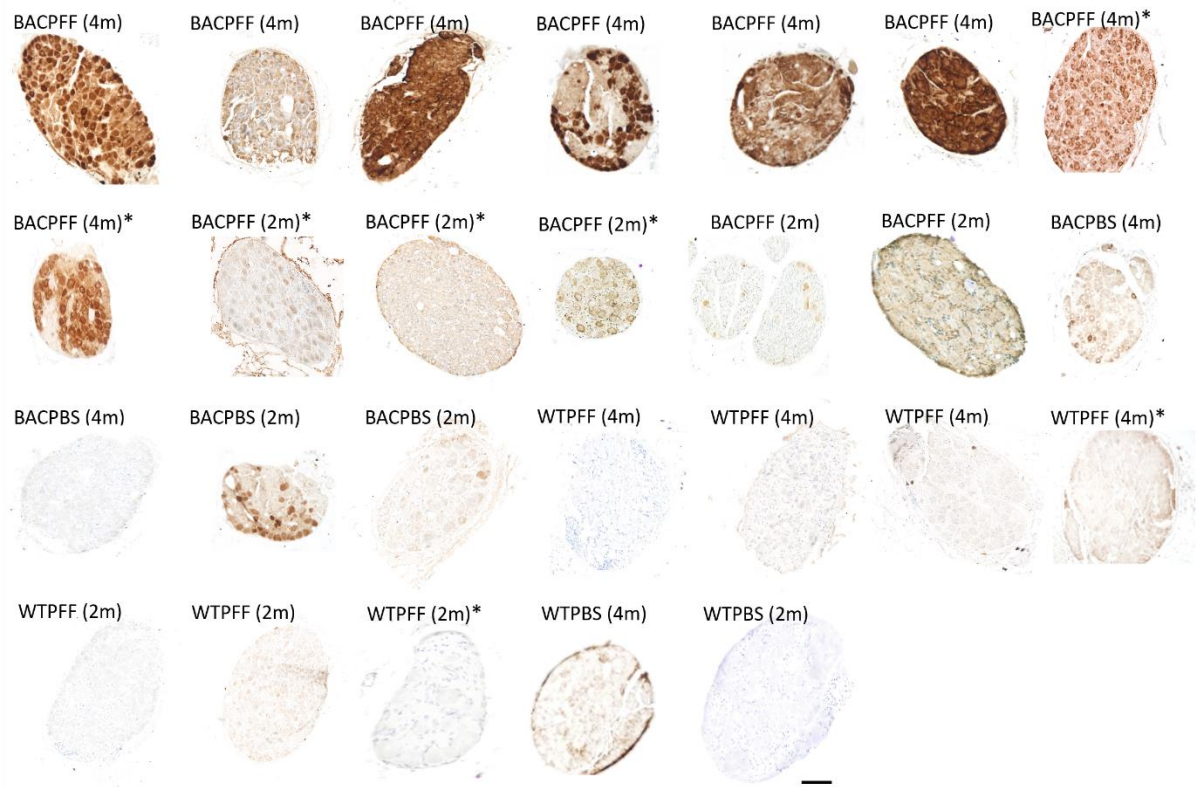 BACPFF (4m) BACPFF (4m) BACPFF (4m) BACPFF (4m) BACPFF (4m) BACPFF (4m) BACPFF (4m)*
BACPFF (4m)* BACPFF (2m)* BACPFF (2m)* BACPFF (2m)* BACPFF (2m) BACPFF (2m) BACPBS (4m)
BACPBS (4m) BACPBS (2m) BACPBS (2m) WTPFF (4m) WTPFF (4m) WTPFF (4m) WTPFF (4m)*
WTPFF (2m) WTPFF (2m) WTPFF (2m)* WTPBS (4m) WTPBS (2m)